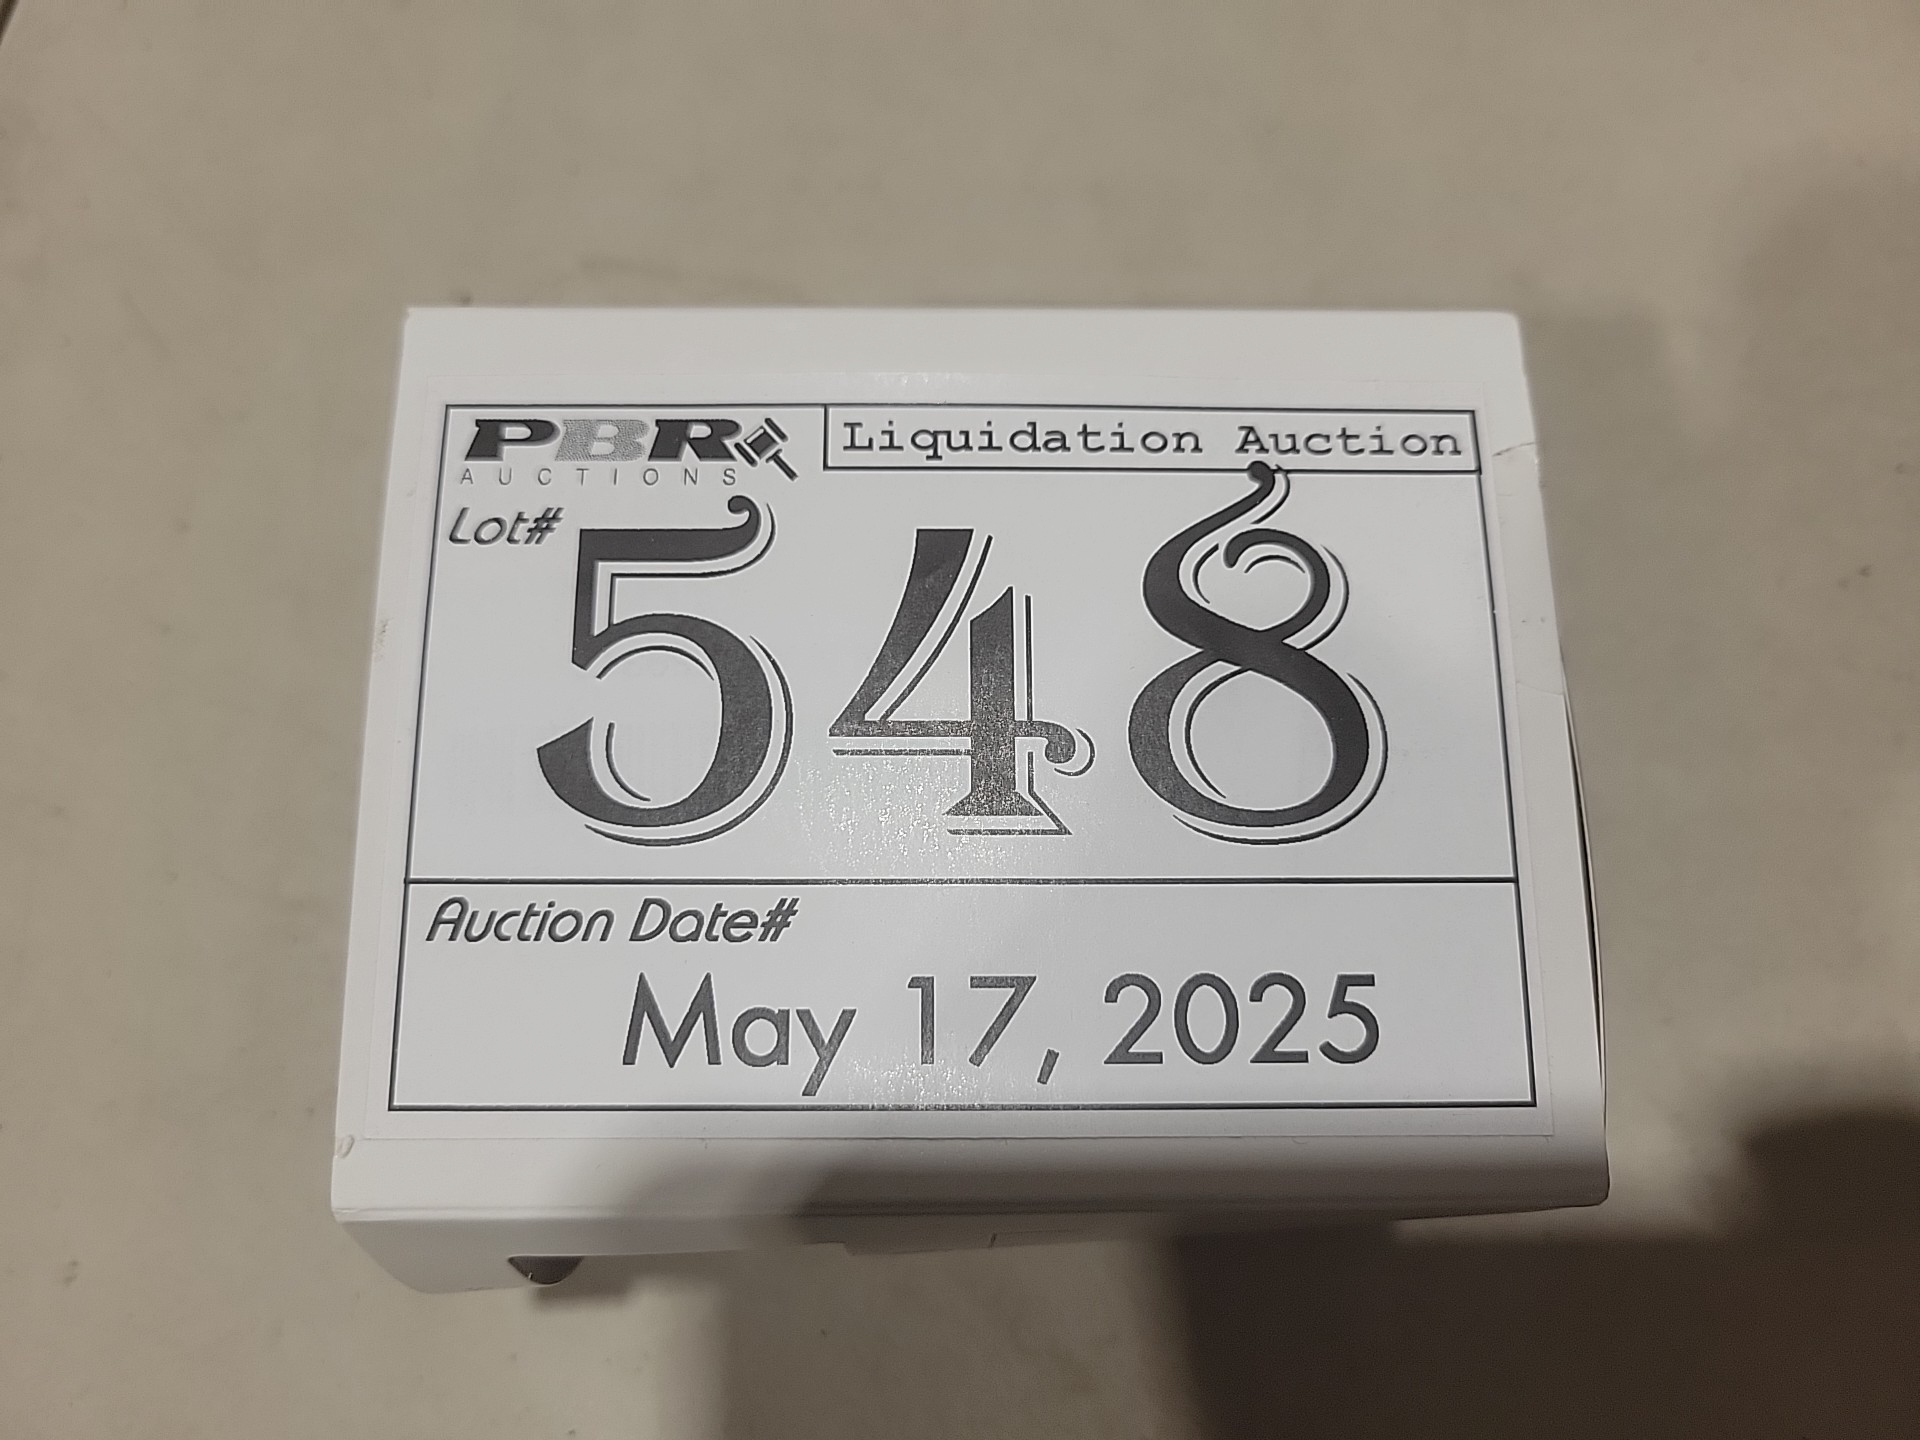 PBR
AUCTIONS
Liquidation Auction
Lot#
548
Auction Date#
May 17, 2025